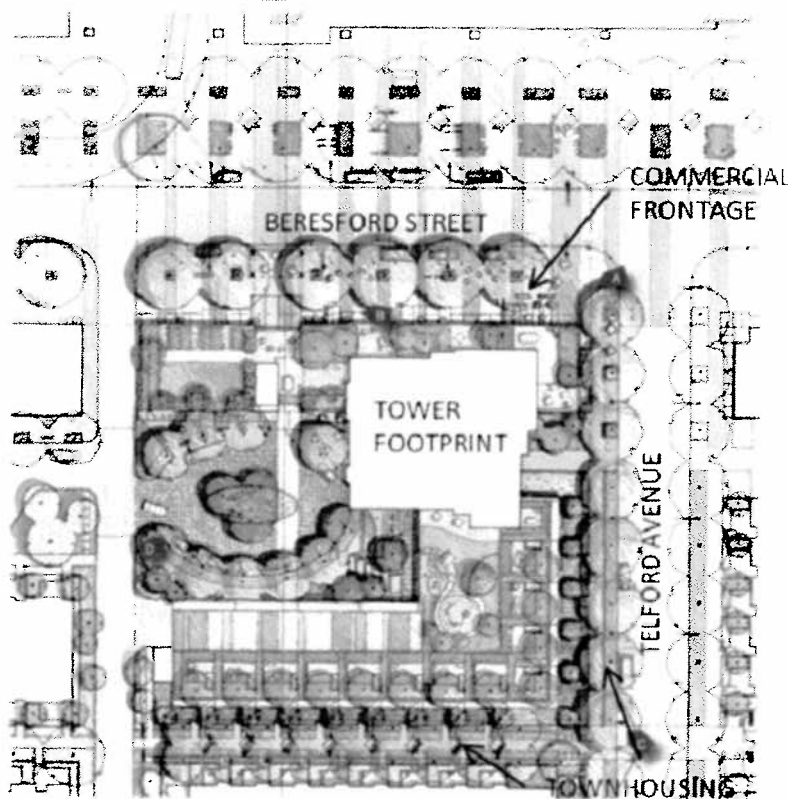 COMMERCIAL
FRONTAGE
BERESFORD STREET
TOWER
FOOTPRINT
TELFORD AVENUE
TOWNHOUSING